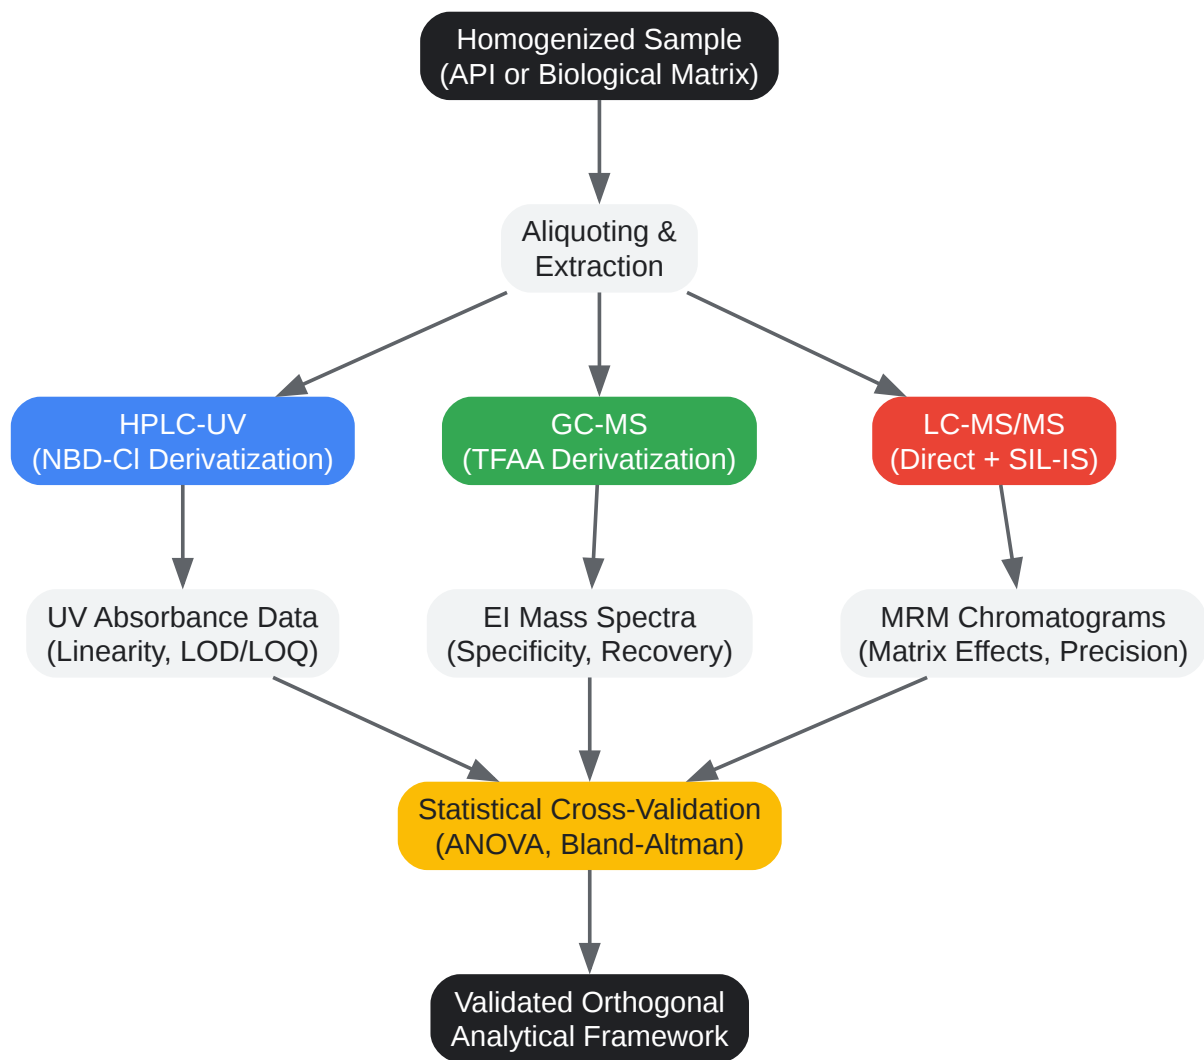 Homogenized Sample
(API or Biological Matrix)
Aliquoting &
Extraction
HPLC-UV
(NBD-Cl Derivatization)
GC-MS
(TFAA Derivatization)
LC-MS/MS
(Direct + SIL-IS)
UV Absorbance Data
(Linearity, LOD/LOQ)
EI Mass Spectra
(Specificity, Recovery)
MRM Chromatograms
(Matrix Effects, Precision)
Statistical Cross-Validation
(ANOVA, Bland-Altman)
Validated Orthogonal
Analytical Framework